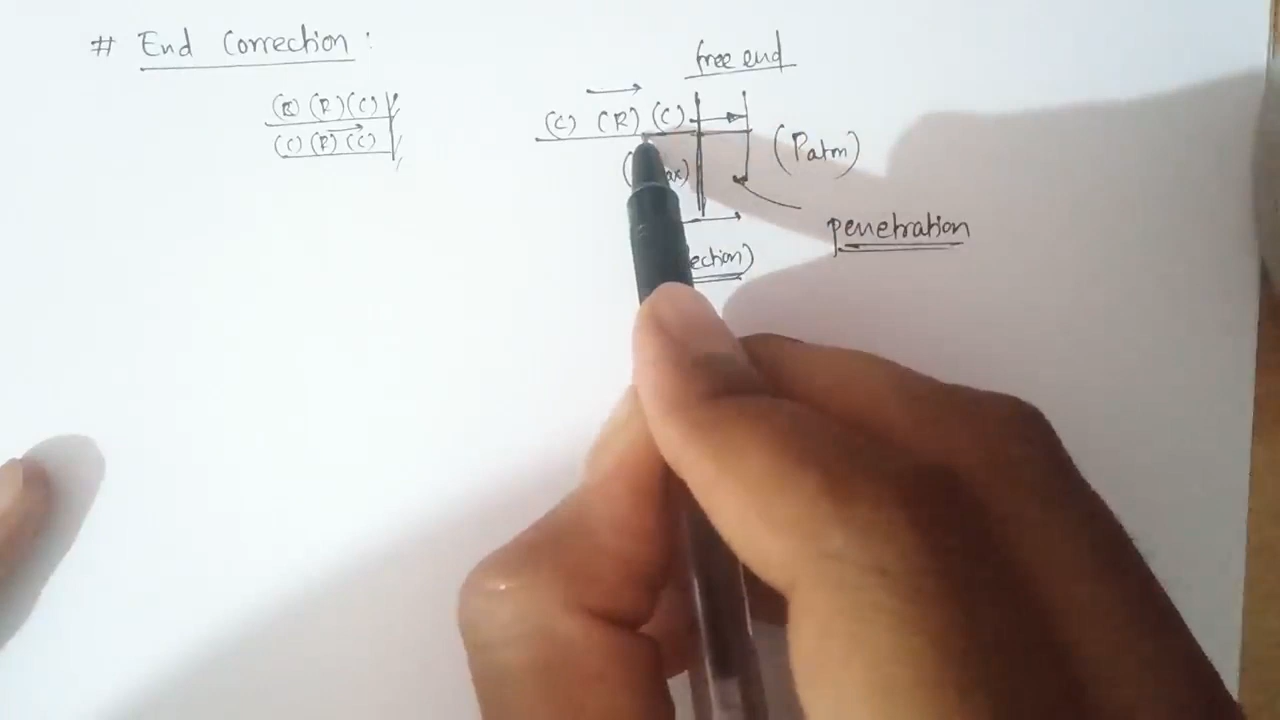 # End Correction :
free end
(R) (R) (C)
(C) (R) (C)
(C) (R) (C)
(Patm)
penetration